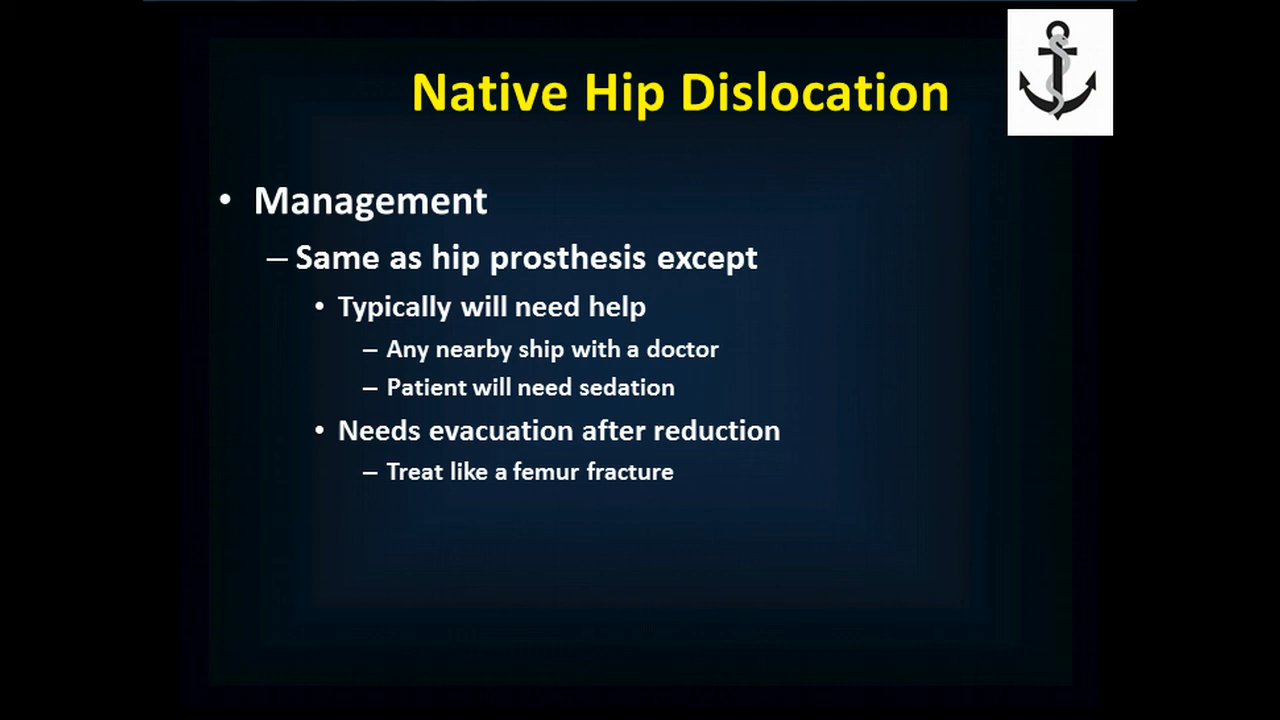 Native Hip Dislocation
• Management
– Same as hip prosthesis except
• Typically will need help
– Any nearby ship with a doctor
– Patient will need sedation
• Needs evacuation after reduction
– Treat like a femur fracture